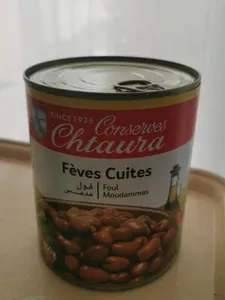 SINCE 1936
Conserves
Chtaura
Fèves Cuites
فول
مدمس
Foul
Moudammas